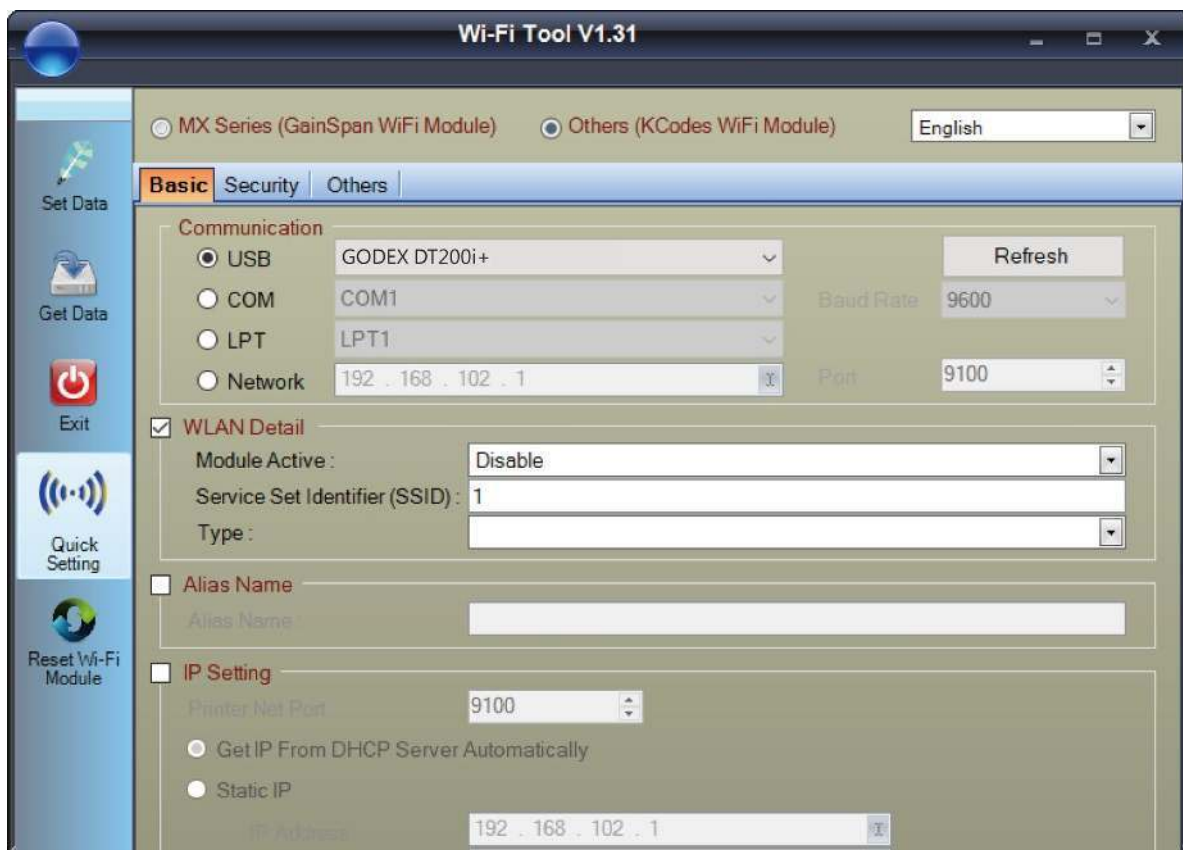 Wi-Fi Tool V1.31
MX Series (GainSpan WiFi Module) Others (KCodes WiFi Module) English
Set Data
Get Data
Exit
Quick
Setting
Reset Wi-Fi
Module
Basic Security Others
Communication
USB GODEX DT200i+ Refresh
COM COM1 Baud Rate 9600
LPT LPT1
Network 192 . 168 . 102 . 1 Port 9100
WLAN Detail
Module Active : Disable
Service Set Identifier (SSID) : 1
Type :
Alias Name
Alias Name :
IP Setting
Printer Net Port 9100
Get IP From DHCP Server Automatically
Static IP
IP Address 192 . 168 . 102 . 1